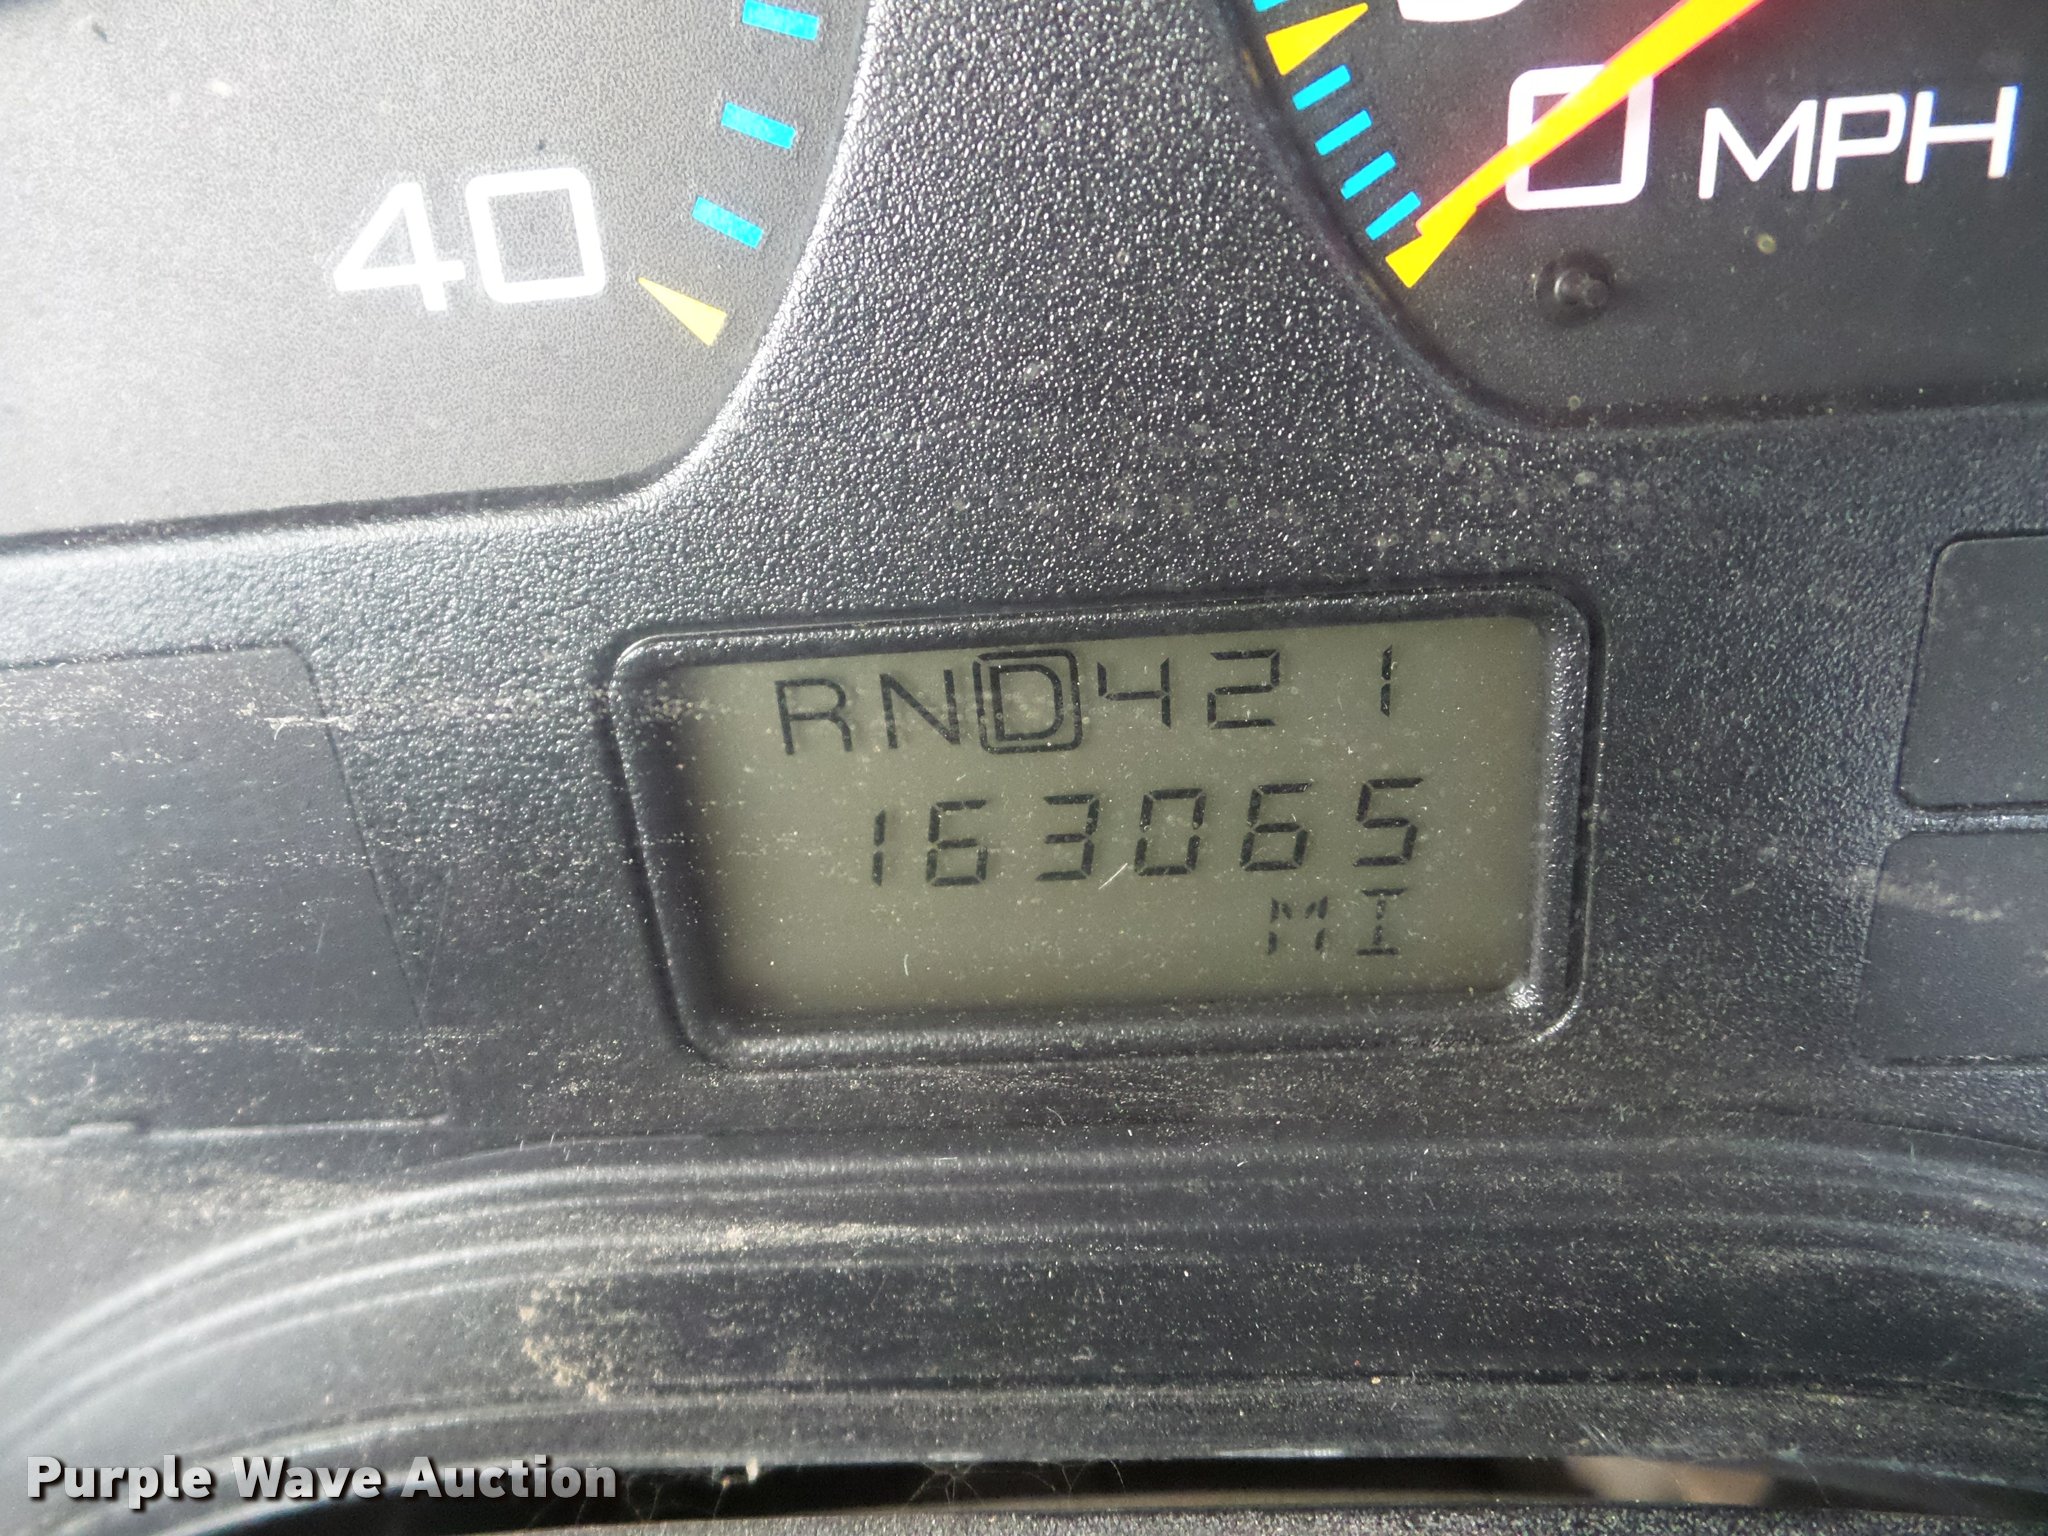 40
0 MPH
RND421
163065
MI
Purple Wave Auction